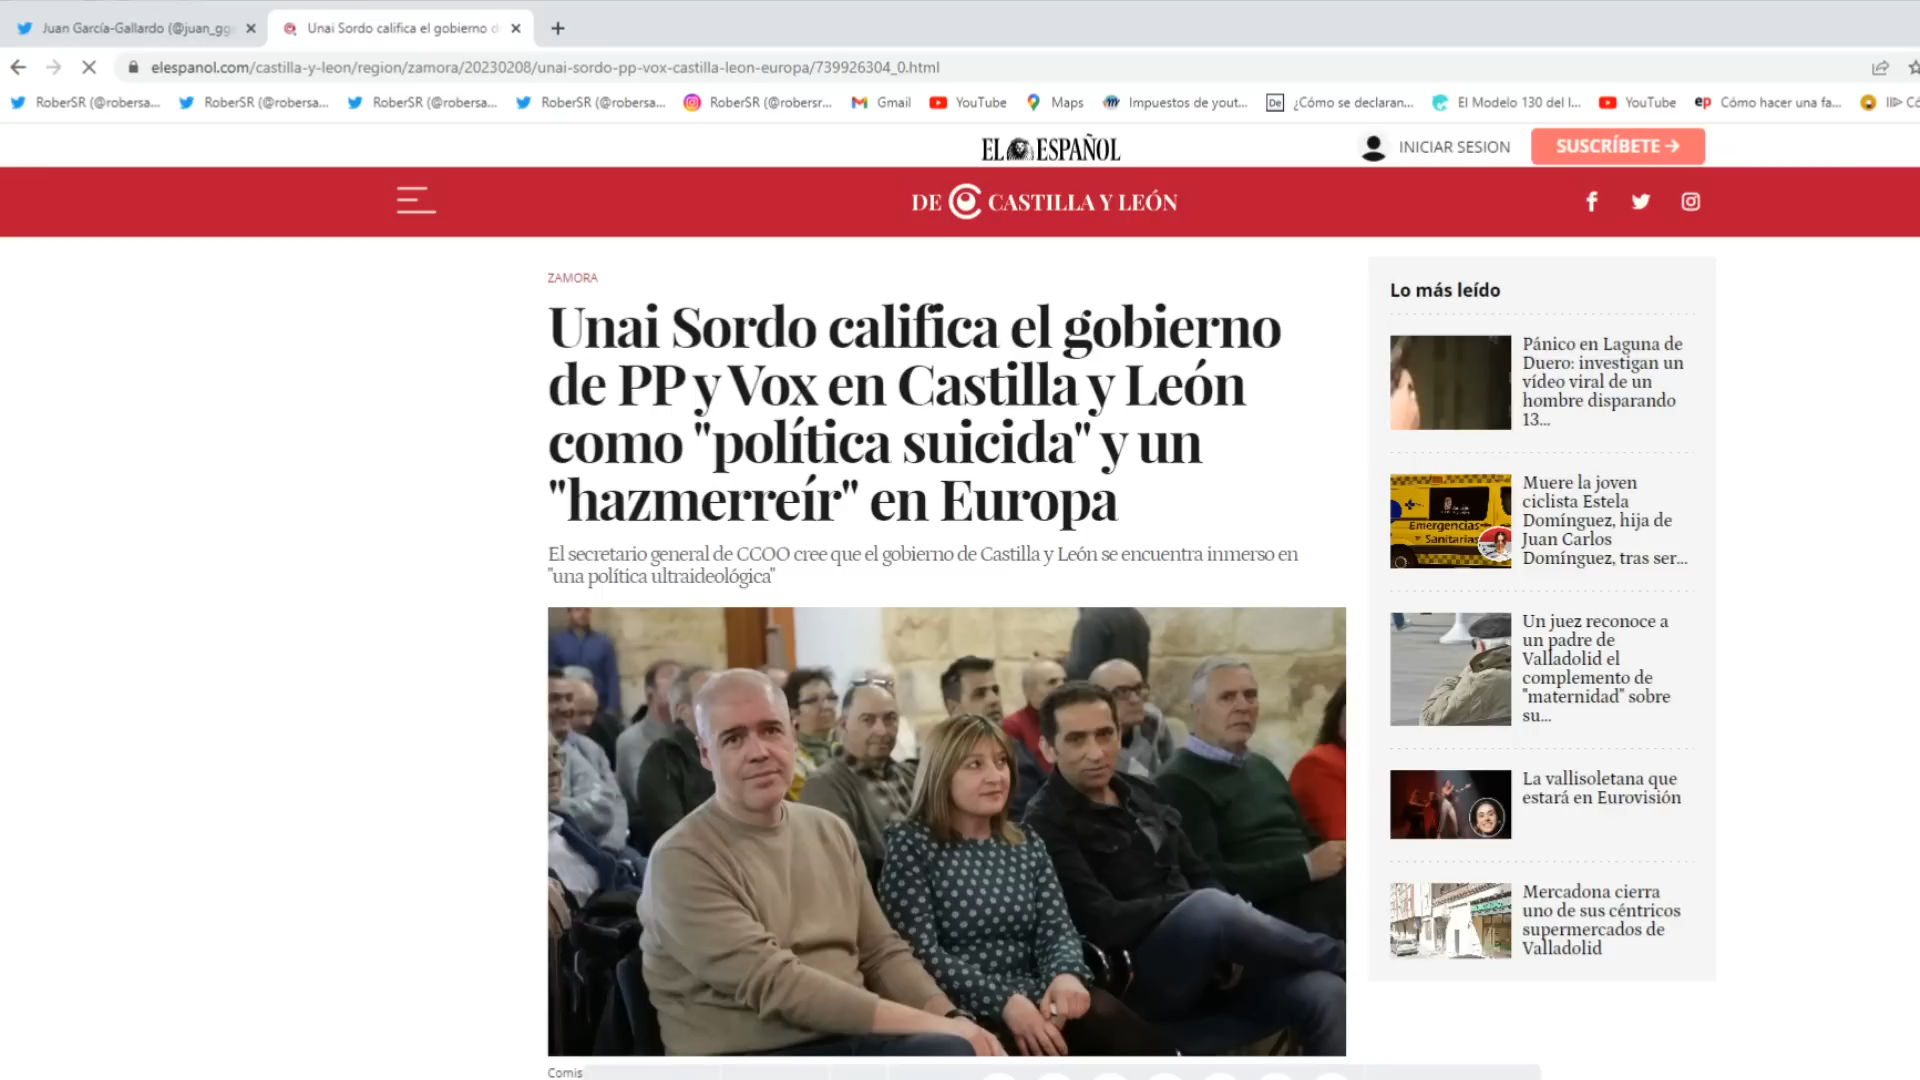 Juan García-Gallardo (@juan_gg
Unai Sordo califica el gobierno d
elespanol.com/castilla-y-leon/region/zamora/20230208/unai-sordo-pp-vox-castilla-leon-europa/739926304_0.html
RoberSR (@robersa... RoberSR (@robersa... RoberSR (@robersa... RoberSR (@robersa... RoberSR (@robersr... Gmail YouTube Maps Impuestos de yout... De ¿Cómo se declaran... El Modelo 130 del I... YouTube ep Cómo hacer una fa... II▷ Có
EL ESPAÑOL
INICIAR SESION
SUSCRÍBETE →
DE CASTILLA Y LEÓN
ZAMORA
Unai Sordo califica el gobierno
de PP y Vox en Castilla y León
como "política suicida" y un
"hazmerreír" en Europa
El secretario general de CCOO cree que el gobierno de Castilla y León se encuentra inmerso en
"una política ultraideológica"
Comis
Lo más leído
Pánico en Laguna de
Duero: investigan un
vídeo viral de un
hombre disparando
13...
Emergencias
Sanitarias
Muere la joven
ciclista Estela
Domínguez, hija de
Juan Carlos
Domínguez, tras ser...
Un juez reconoce a
un padre de
Valladolid el
complemento de
"maternidad" sobre
su...
La vallisoletana que
estará en Eurovisión
Mercadona cierra
uno de sus céntricos
supermercados de
Valladolid